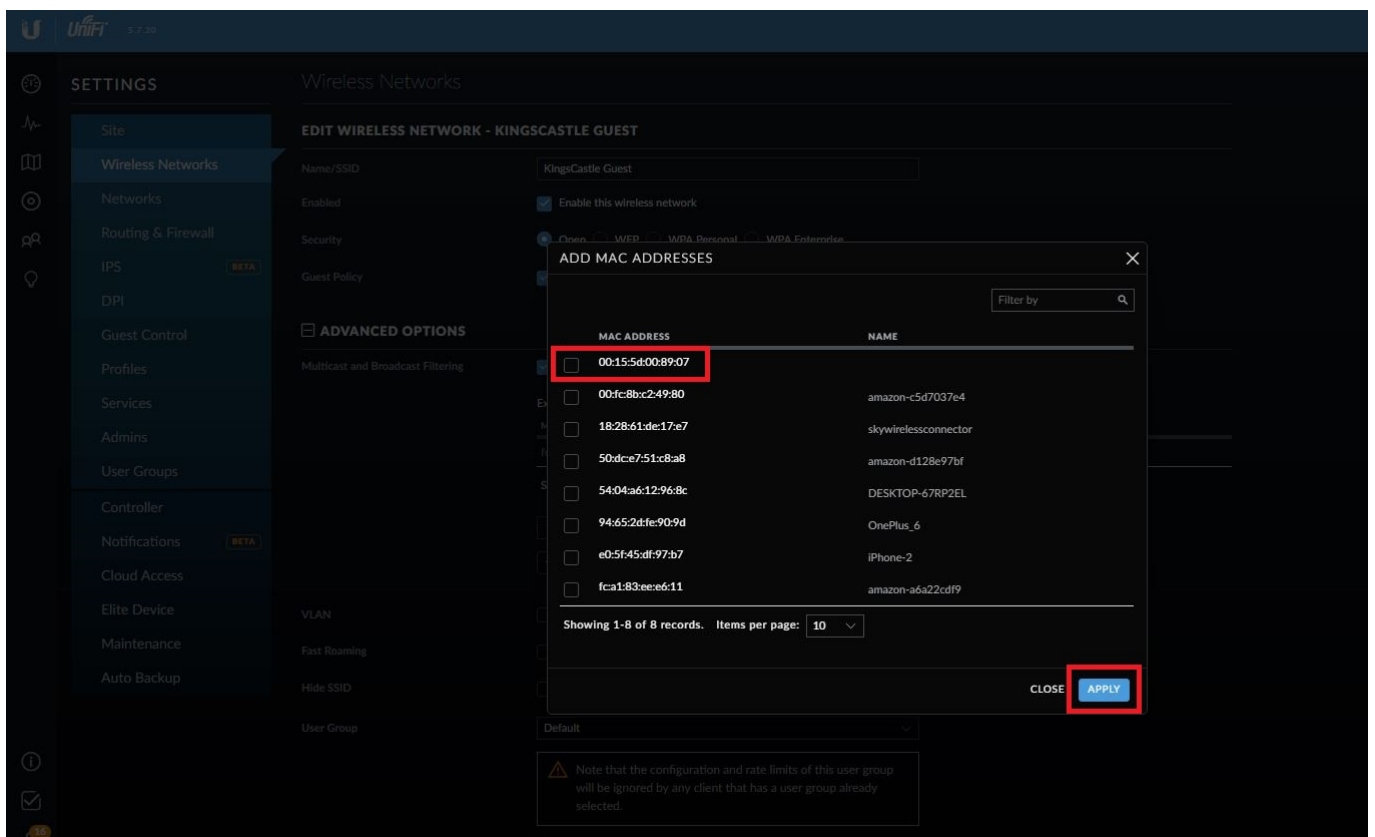 UniFi 5.7.20
SETTINGS
Site
Wireless Networks
Networks
Routing & Firewall
IPS BETA
DPI
Guest Control
Profiles
Services
Admins
User Groups
Controller
Notifications BETA
Cloud Access
Elite Device
Maintenance
Auto Backup
16
Wireless Networks
EDIT WIRELESS NETWORK - KINGSCASTLE GUEST
Name/SSID KingsCastle Guest
Enabled Enable this wireless network
Security Open WEP WPA Personal WPA Enterprise
Guest Policy
ADVANCED OPTIONS
Multicast and Broadcast Filtering
VLAN
Fast Roaming
Hide SSID
User Group Default
Note that the configuration and rate limits of this user group
will be ignored by any client that has a user group already
selected.
ADD MAC ADDRESSES
Filter by
MAC ADDRESS NAME
00:15:5d:00:89:07
00:fc:8b:c2:49:80 amazon-c5d7037e4
18:28:61:de:17:e7 skywirelessconnector
50:dc:e7:51:c8:a8 amazon-d128e97bf
54:04:a6:12:96:8c DESKTOP-67RP2EL
94:65:2d:fe:90:9d OnePlus_6
e0:5f:45:df:97:b7 iPhone-2
fc:a1:83:ee:e6:11 amazon-a6a22cdf9
Showing 1-8 of 8 records. Items per page: 10
CLOSE APPLY